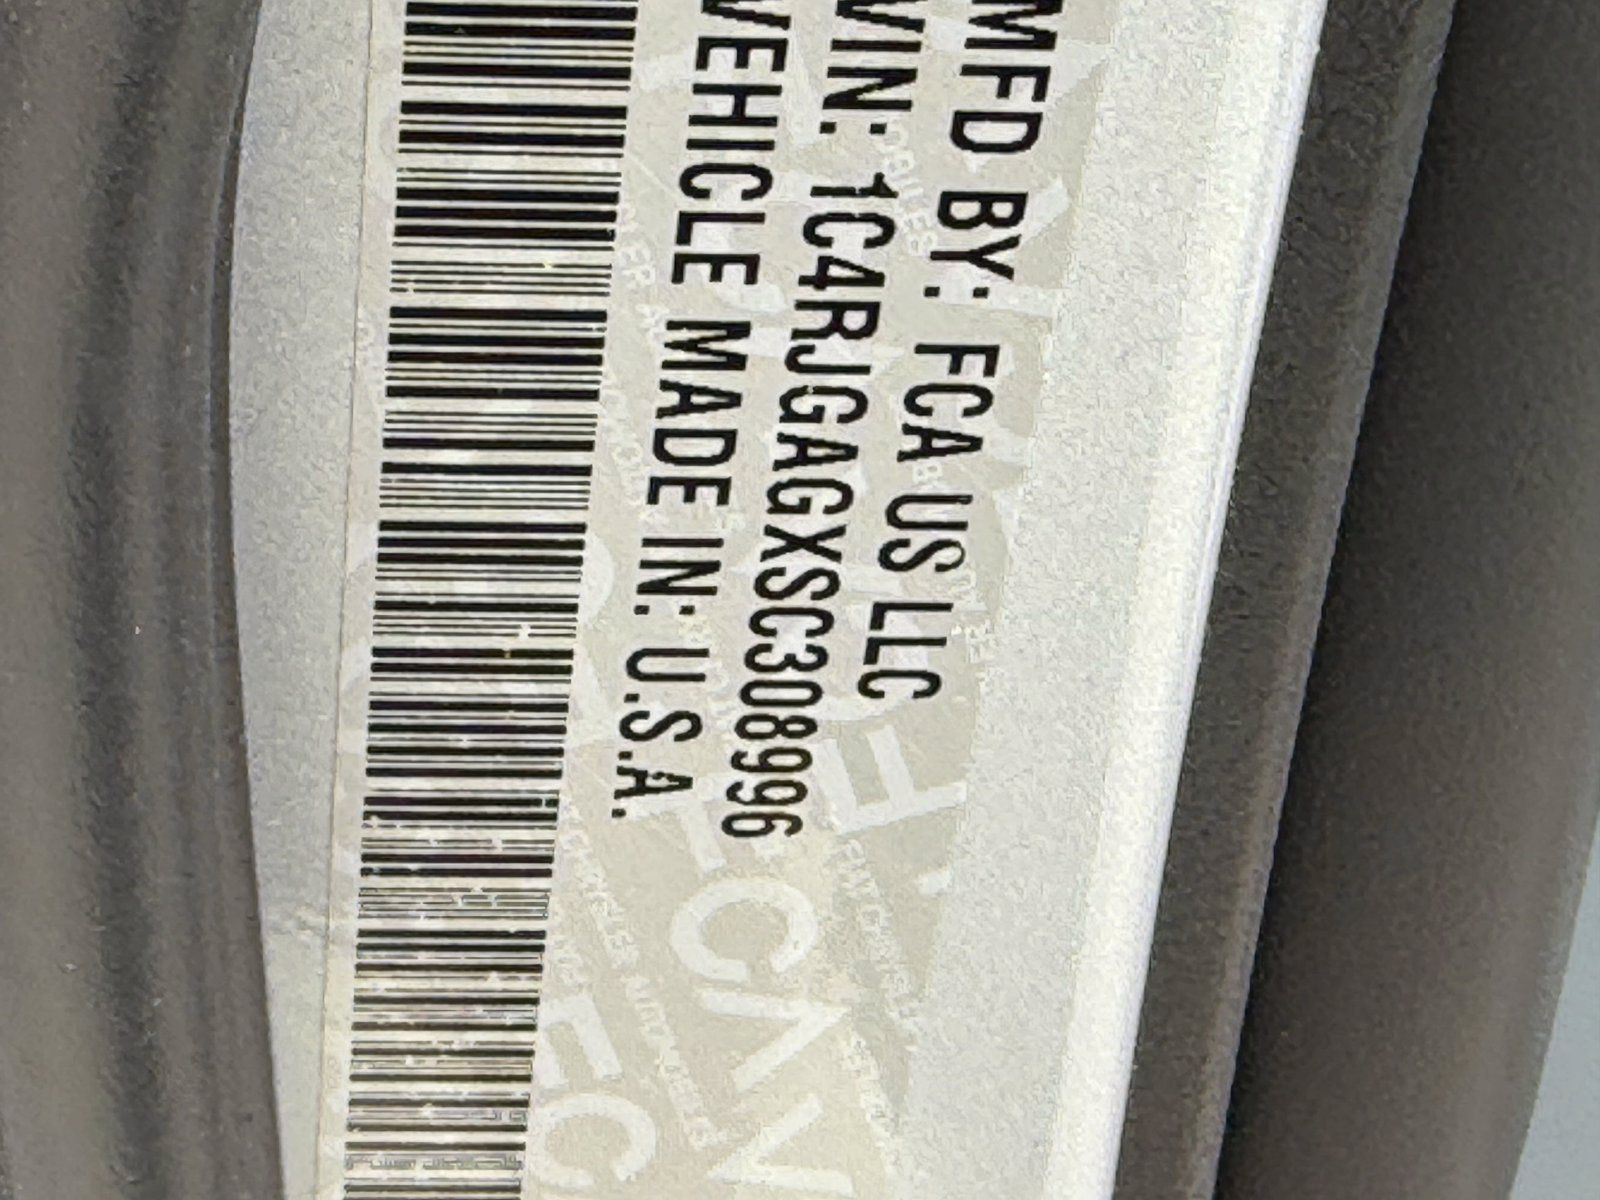 MFD BY: FCA US LLC
VIN: 1C4RJGAGXSC308996
VEHICLE MADE IN: U.S.A.